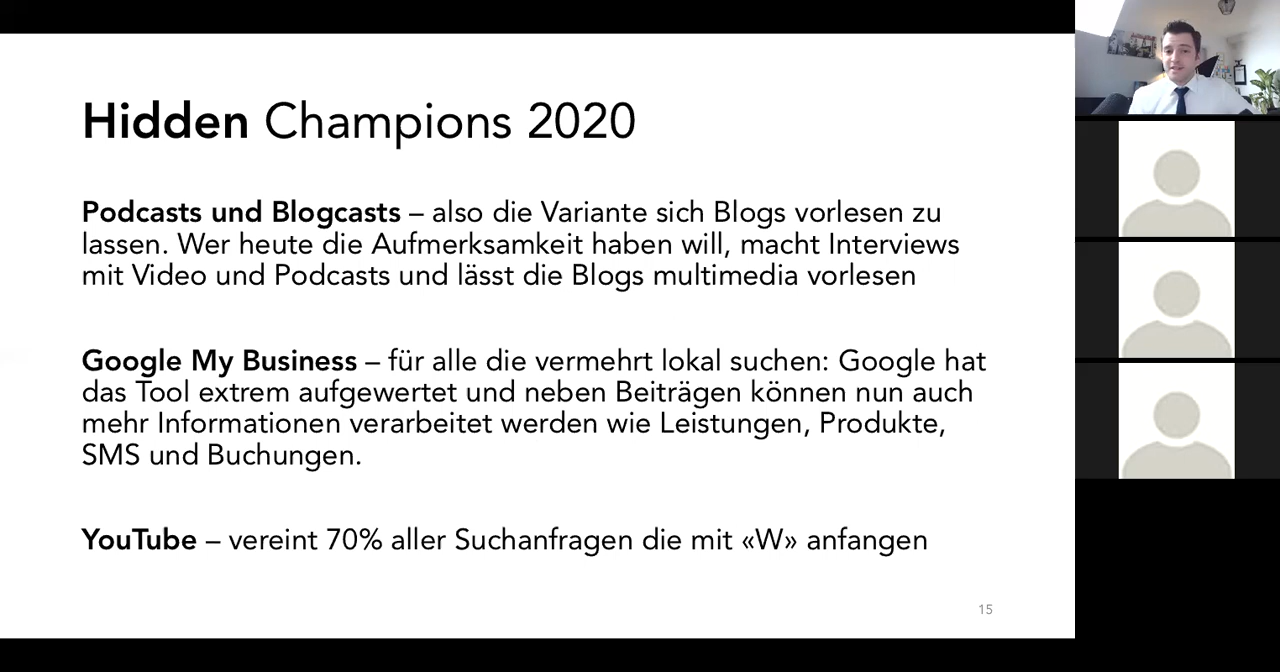 Hidden Champions 2020
Podcasts und Blogcasts – also die Variante sich Blogs vorlesen zu
lassen. Wer heute die Aufmerksamkeit haben will, macht Interviews
mit Video und Podcasts und lässt die Blogs multimedia vorlesen
Google My Business – für alle die vermehrt lokal suchen: Google hat
das Tool extrem aufgewertet und neben Beiträgen können nun auch
mehr Informationen verarbeitet werden wie Leistungen, Produkte,
SMS und Buchungen.
YouTube – vereint 70% aller Suchanfragen die mit «W» anfangen
15